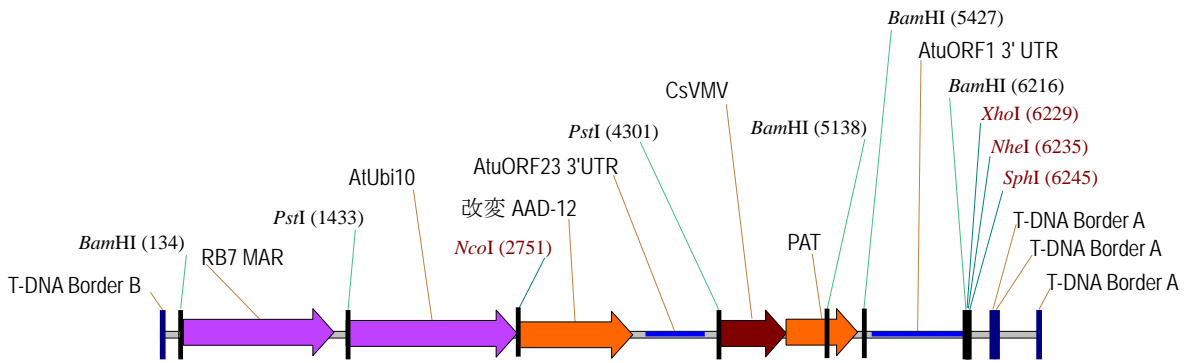 BamHI (5427)
AtuORF1 3' UTR
CsVMV
BamHI (6216)
XhoI (6229)
PstI (4301)
BamHI (5138)
NheI (6235)
AtuORF23 3'UTR
SphI (6245)
AtUbi10
改変 AAD-12
PstI (1433)
T-DNA Border A
BamHI (134)
NcoI (2751)
PAT
T-DNA Border A
RB7 MAR
T-DNA Border B
T-DNA Border A